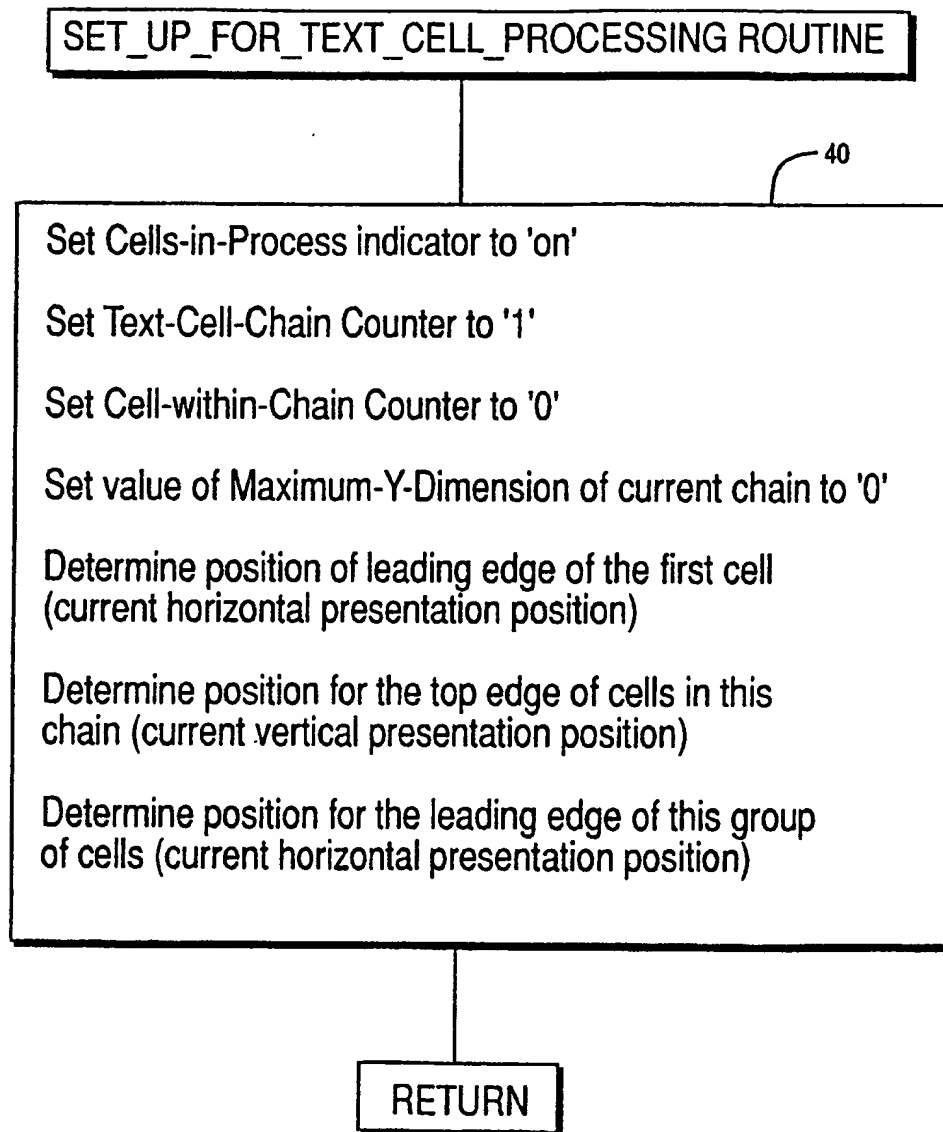 SET_UP_FOR_TEXT_CELL_PROCESSING ROUTINE
40
Set Cells-in-Process indicator to 'on'
Set Text-Cell-Chain Counter to '1'
Set Cell-within-Chain Counter to '0'
Set value of Maximum-Y-Dimension of current chain to '0'
Determine position of leading edge of the first cell
(current horizontal presentation position)
Determine position for the top edge of cells in this
chain (current vertical presentation position)
Determine position for the leading edge of this group
of cells (current horizontal presentation position)
RETURN